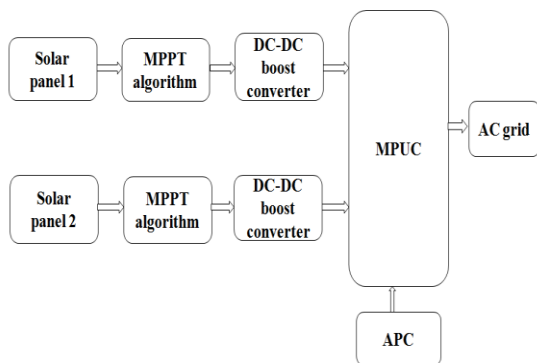 Solar
panel 1
MPPT
algorithm
DC-DC
boost
converter
MPUC
AC grid
Solar
panel 2
MPPT
algorithm
DC-DC
boost
converter
APC